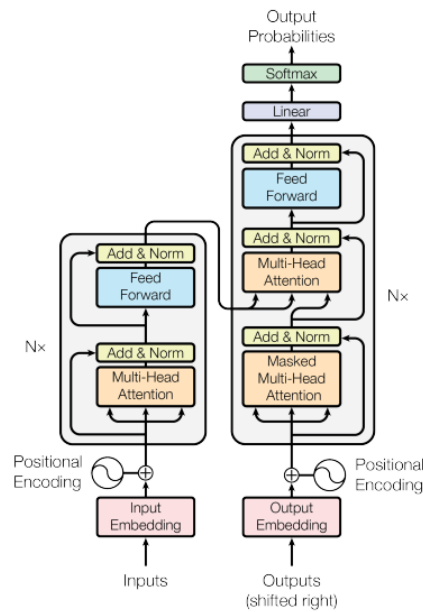 Output
Probabilities
Softmax
Linear
Add & Norm
Feed
Forward
Add & Norm
Multi-Head
Attention
Add & Norm
Masked
Multi-Head
Attention
N×
Positional
Encoding
Output
Embedding
Outputs
(shifted right)
Add & Norm
Feed
Forward
Add & Norm
Multi-Head
Attention
N×
Positional
Encoding
Input
Embedding
Inputs